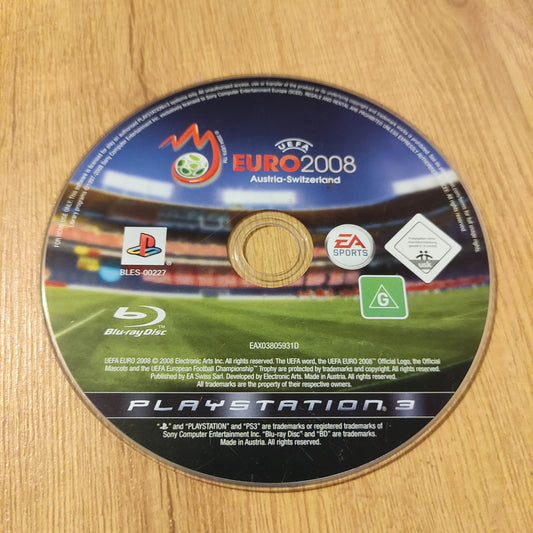 UEFA
EURO2008
Austria-Switzerland
BLES-00227
EA
SPORTS
USK
G
Blu-ray Disc
EAX03805931D
UEFA EURO 2008 © 2008 Electronic Arts Inc. All rights reserved. The UEFA word, the UEFA EURO 2008™ Official Logo, the Official
Mascots and the UEFA European Football Championship™ Trophy are protected by trademarks and copyright. All rights reserved.
Published by EA Swiss Sarl. Developed by Electronic Arts. Made in Austria. All rights reserved.
All trademarks are the property of their respective owners.
PLAYSTATION 3
" " and "PLAYSTATION" and "PS3" are trademarks or registered trademarks of
Sony Computer Entertainment Inc. "Blu-ray Disc" and "BD" are trademarks.
Made in Austria. All rights reserved.